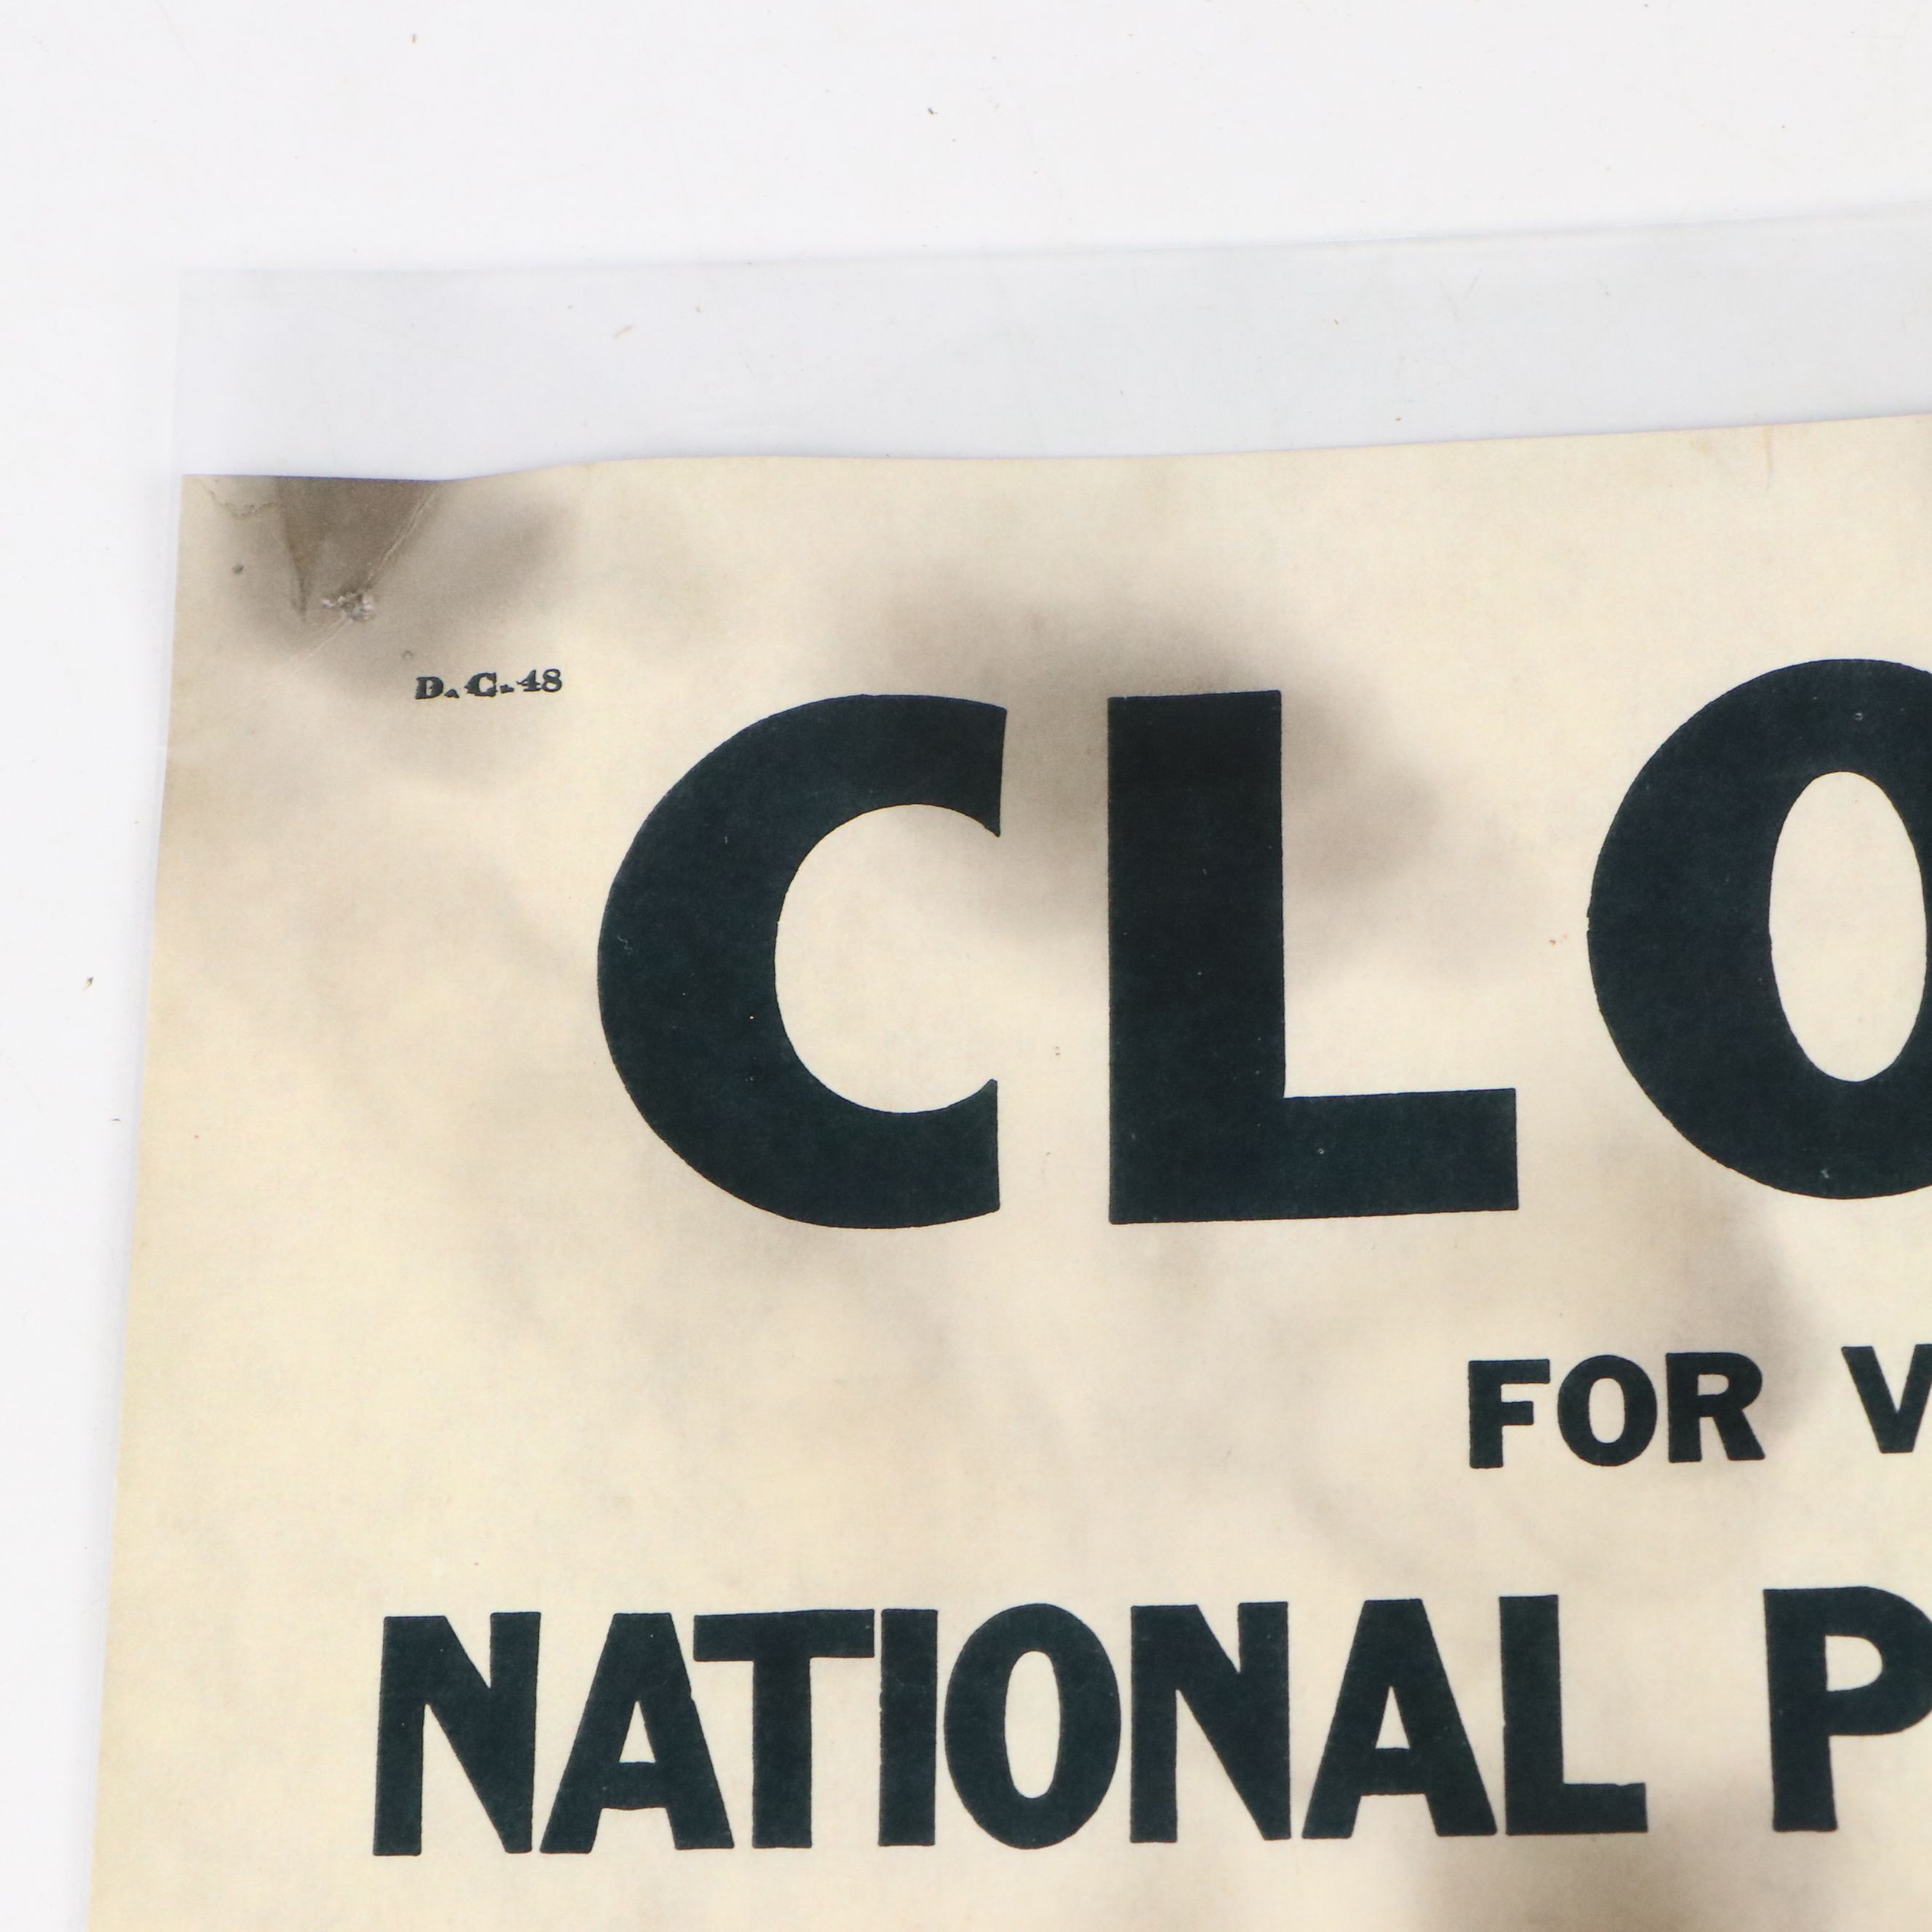 D. C. 48
CLO
FOR V
NATIONAL P